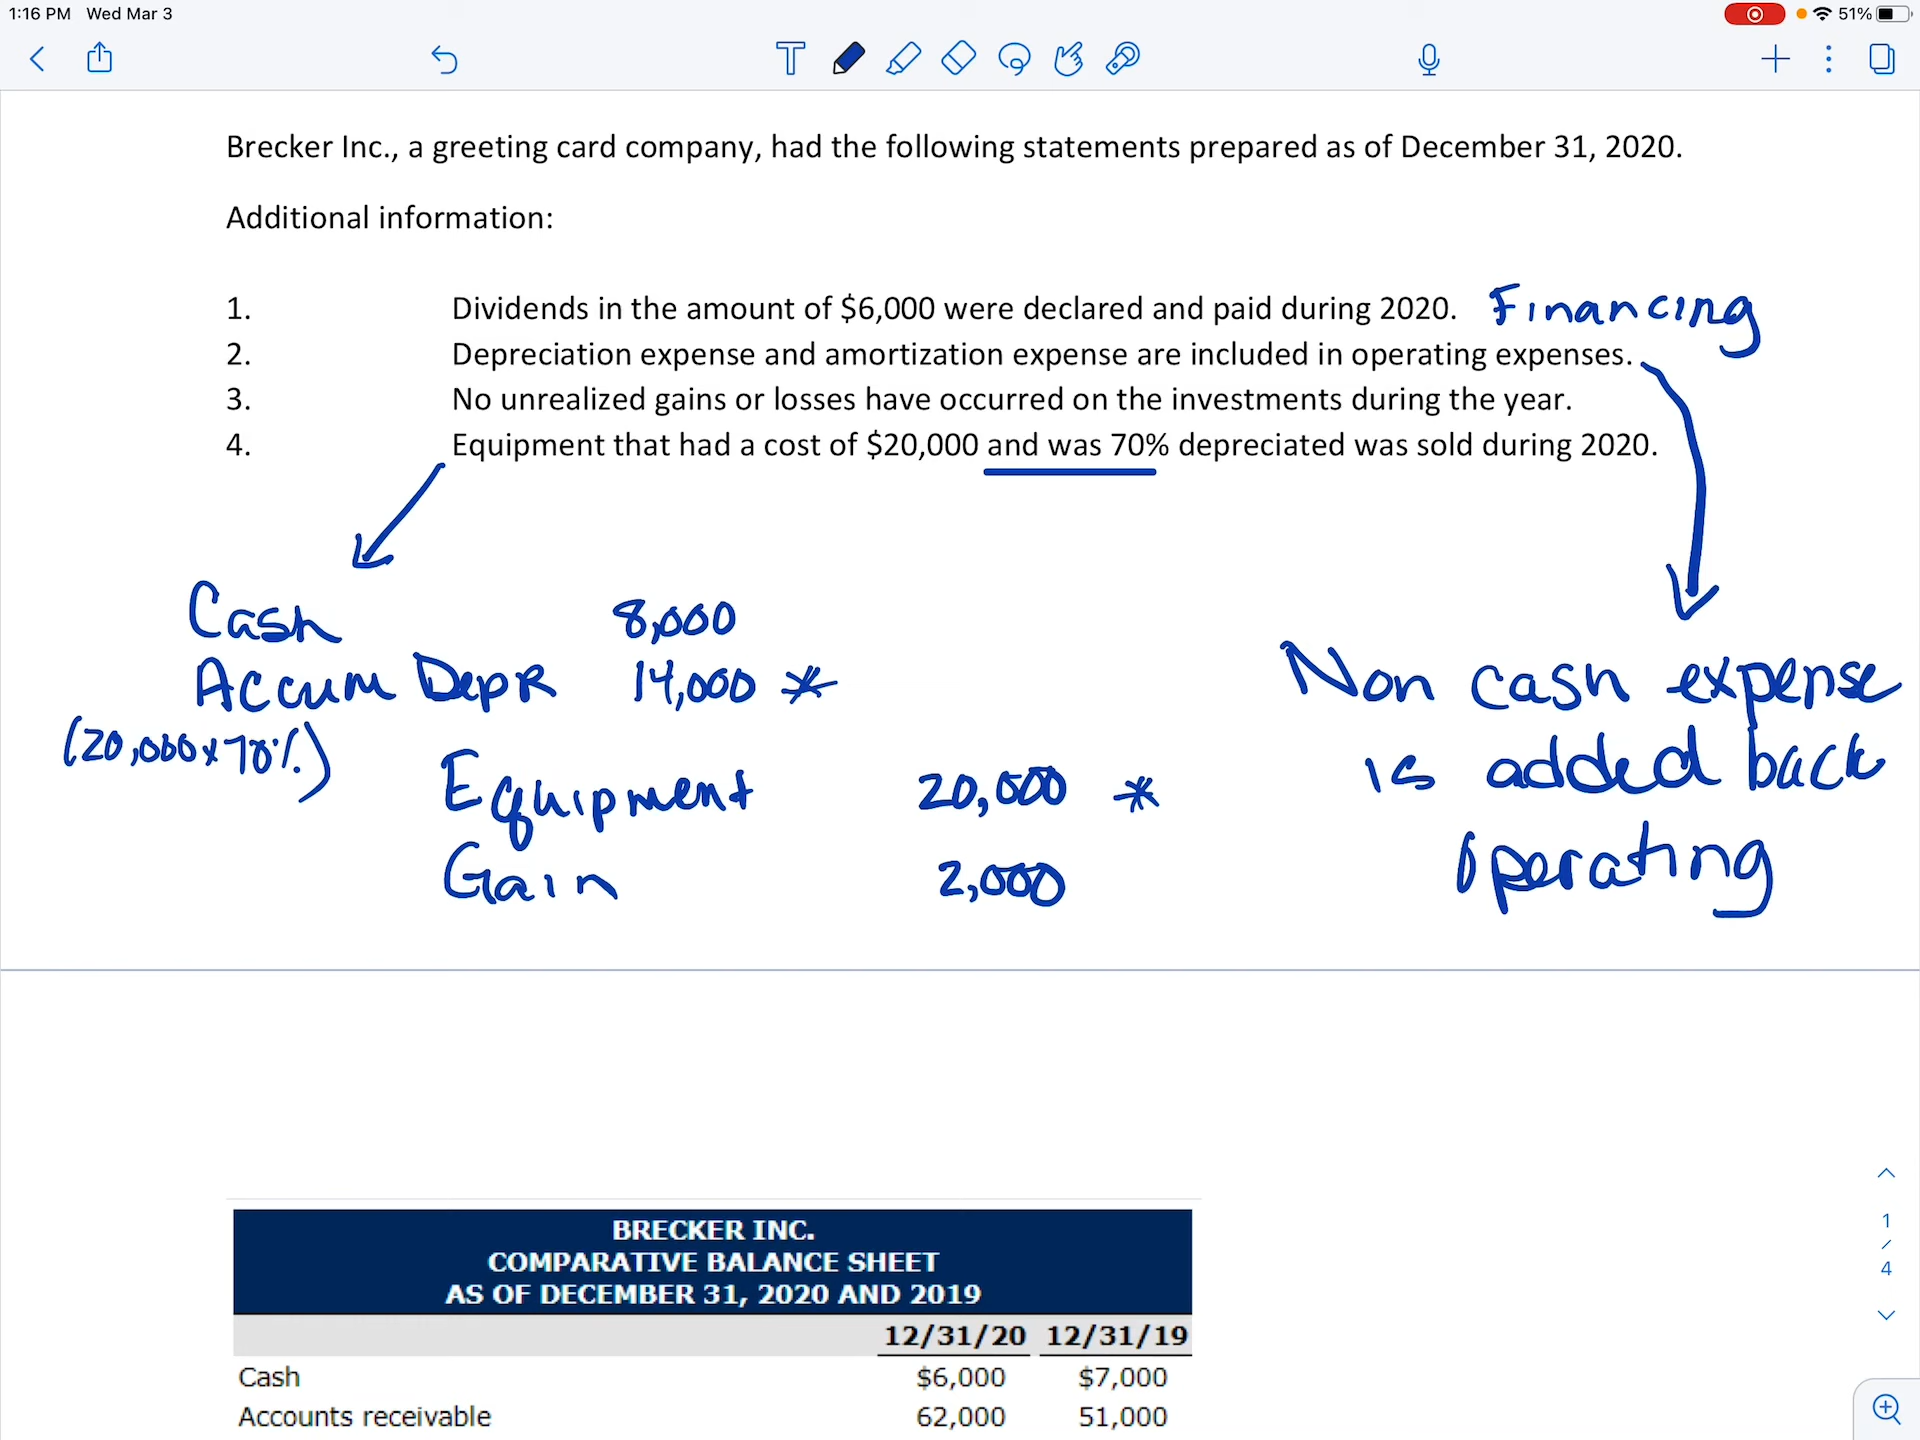 1:16 PM Wed Mar 3
51%
Brecker Inc., a greeting card company, had the following statements prepared as of December 31, 2020.
Additional information:
1. Dividends in the amount of $6,000 were declared and paid during 2020. Financing
2. Depreciation expense and amortization expense are included in operating expenses.
3. No unrealized gains or losses have occurred on the investments during the year.
4. Equipment that had a cost of $20,000 and was 70% depreciated was sold during 2020.
Cash 8,000
Accum Depr 14,000 *
(20,000 x 70%)
Equipment 20,000 *
Gain 2,000
Non cash expense
is added back
operating
BRECKER INC.
COMPARATIVE BALANCE SHEET
AS OF DECEMBER 31, 2020 AND 2019
12/31/20 12/31/19
Cash $6,000 $7,000
Accounts receivable 62,000 51,000
1
/
4